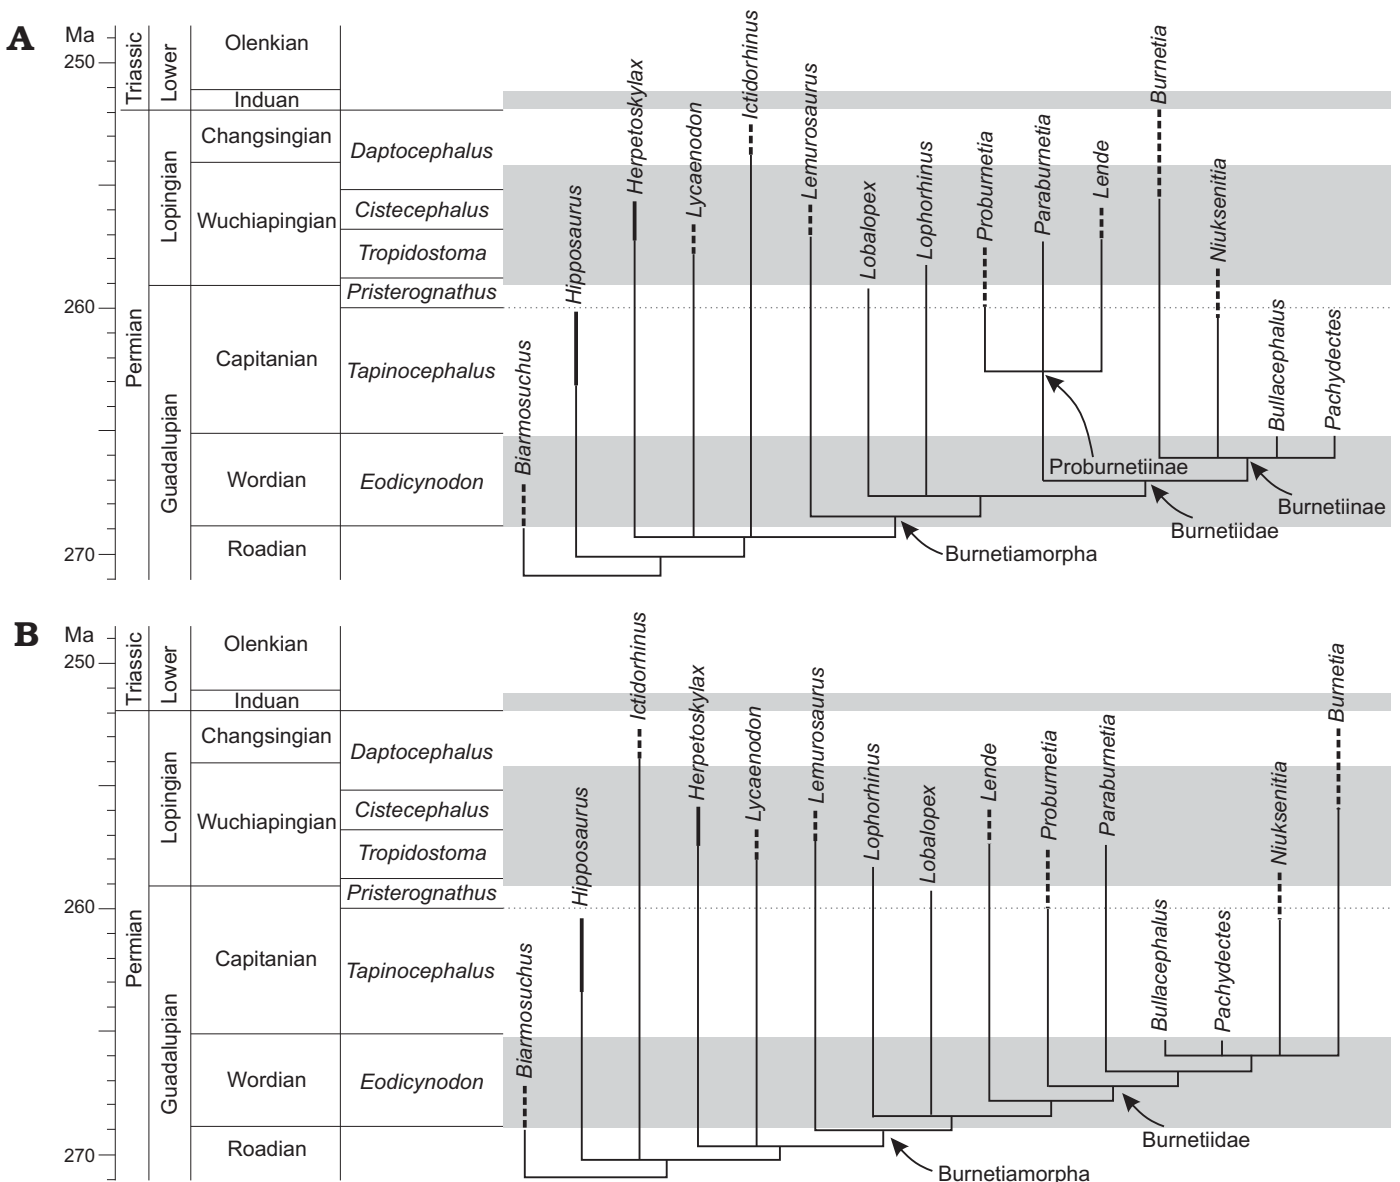 A
Ma
250
260
270
Triassic
Permian
Lower
Lopingian
Guadalupian
Olenkian
Induan
Changsingian
Wuchiapingian
Capitanian
Wordian
Roadian
Daptocephalus
Cistecephalus
Tropidostoma
Pristerognathus
Tapinocephalus
Eodicynodon
Biarmosuchus
Hipposaurus
Herpetoskylax
Lycaenodon
Ictidorhinus
Lemurosaurus
Lobalopex
Lophorhinus
Proburnetia
Paraburnetia
Lende
Burnetia
Niuksenitia
Bullacephalus
Pachydectes
Proburnetiinae
Burnetiinae
Burnetiidae
Burnetiamorpha
B
Ma
250
260
270
Triassic
Permian
Lower
Lopingian
Guadalupian
Olenkian
Induan
Changsingian
Wuchiapingian
Capitanian
Wordian
Roadian
Daptocephalus
Cistecephalus
Tropidostoma
Pristerognathus
Tapinocephalus
Eodicynodon
Biarmosuchus
Hipposaurus
Ictidorhinus
Herpetoskylax
Lycaenodon
Lemurosaurus
Lophorhinus
Lobalopex
Lende
Proburnetia
Paraburnetia
Bullacephalus
Pachydectes
Niuksenitia
Burnetia
Burnetiidae
Burnetiamorpha